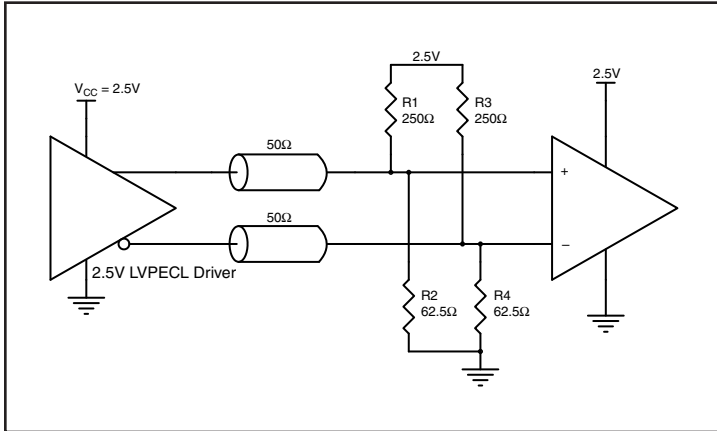 2.5V
V_CC = 2.5V
2.5V
R1
250Ω
R3
250Ω
50Ω
+
50Ω
−
2.5V LVPECL Driver
R2
62.5Ω
R4
62.5Ω